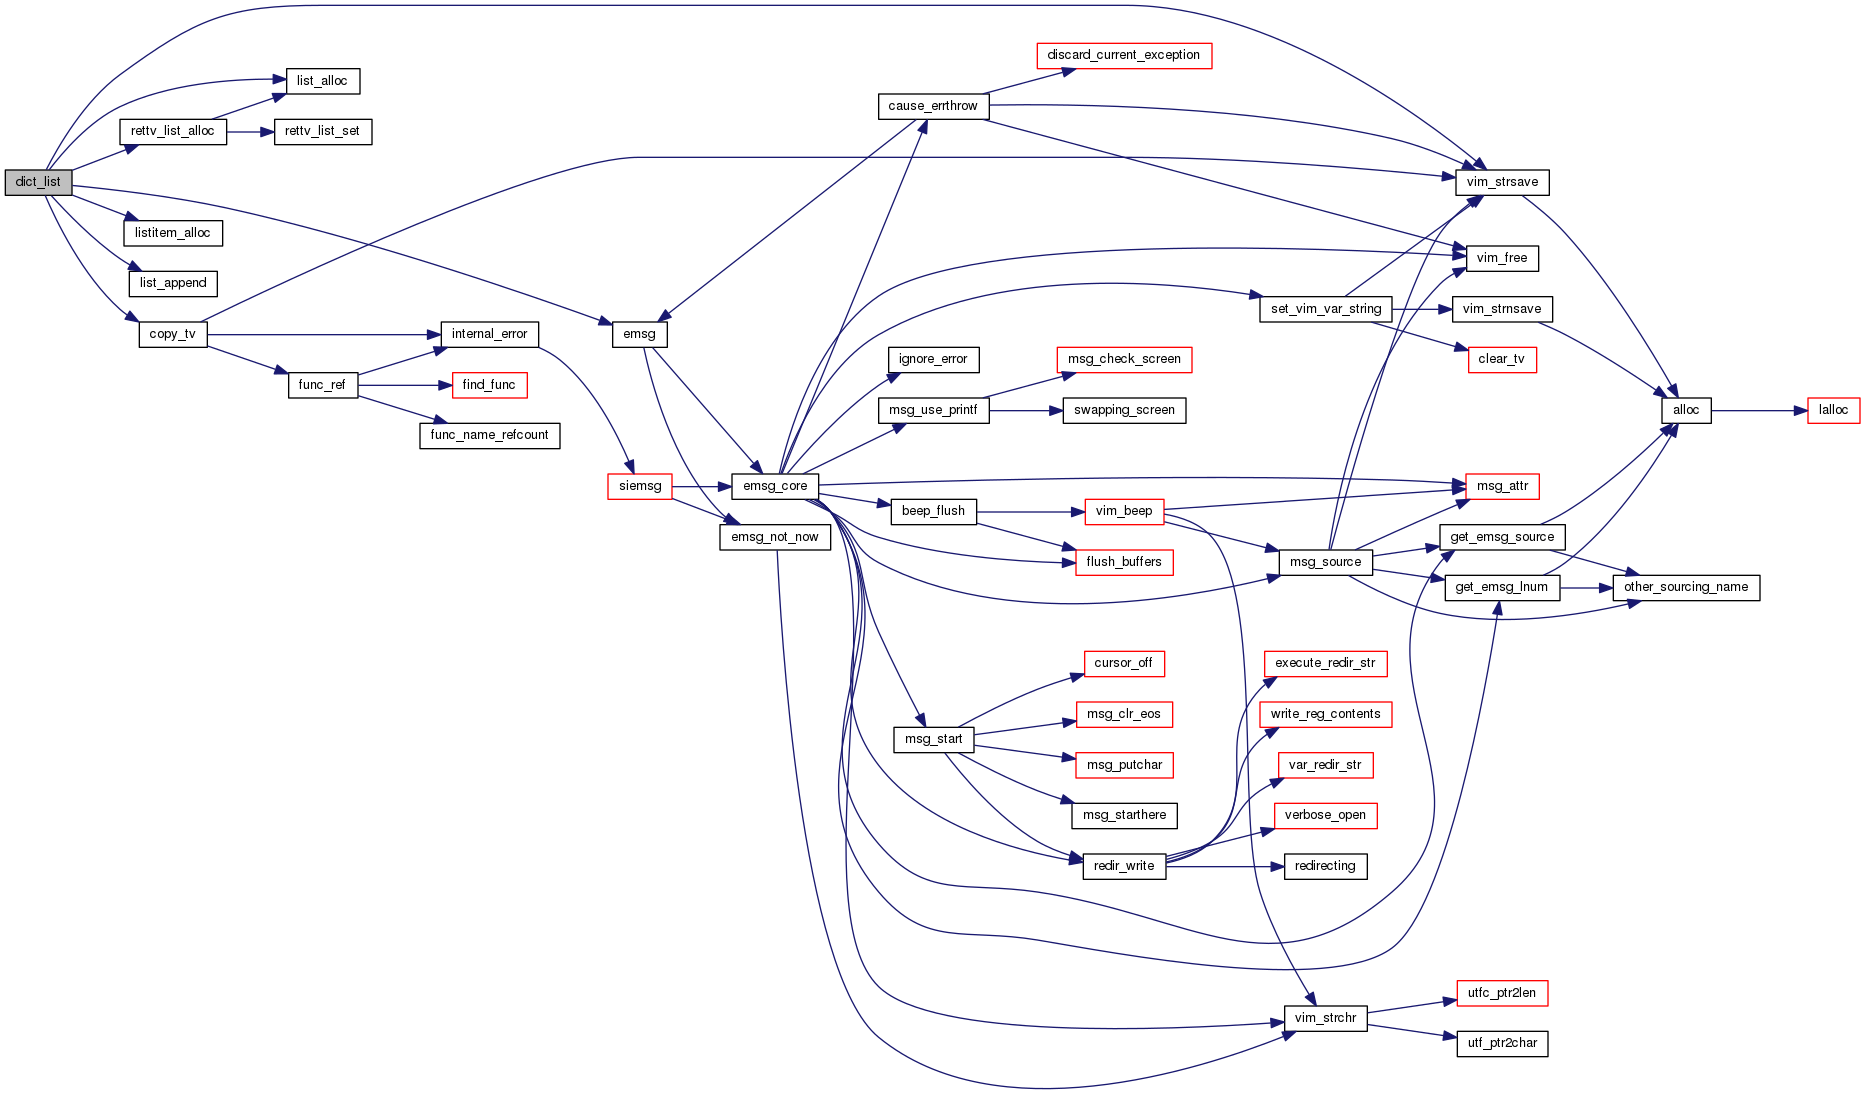 discard_current_exception
list_alloc
cause_errthrow
rettv_list_alloc
rettv_list_set
dict_list
vim_strsave
listitem_alloc
vim_free
list_append
set_vim_var_string
vim_strnsave
copy_tv
internal_error
emsg
ignore_error
msg_check_screen
clear_tv
func_ref
find_func
msg_use_printf
swapping_screen
alloc
lalloc
func_name_refcount
siemsg
emsg_core
msg_attr
beep_flush
vim_beep
emsg_not_now
get_emsg_source
flush_buffers
msg_source
get_emsg_lnum
other_sourcing_name
cursor_off
execute_redir_str
msg_clr_eos
write_reg_contents
msg_start
msg_putchar
var_redir_str
msg_starthere
verbose_open
redir_write
redirecting
utfc_ptr2len
vim_strchr
utf_ptr2char